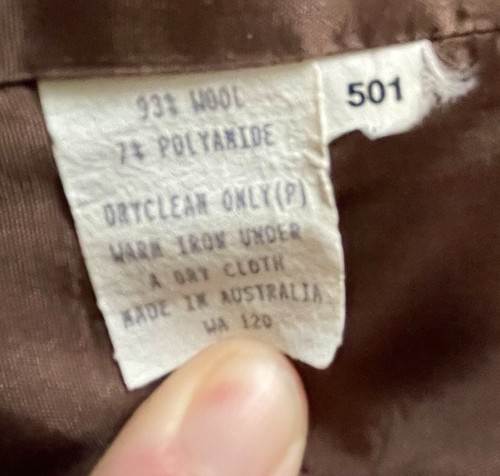 93% WOOL
7% POLYAMIDE
DRYCLEAN ONLY(P)
WARM IRON UNDER
A DRY CLOTH
MADE IN AUSTRALIA
WA 120
501